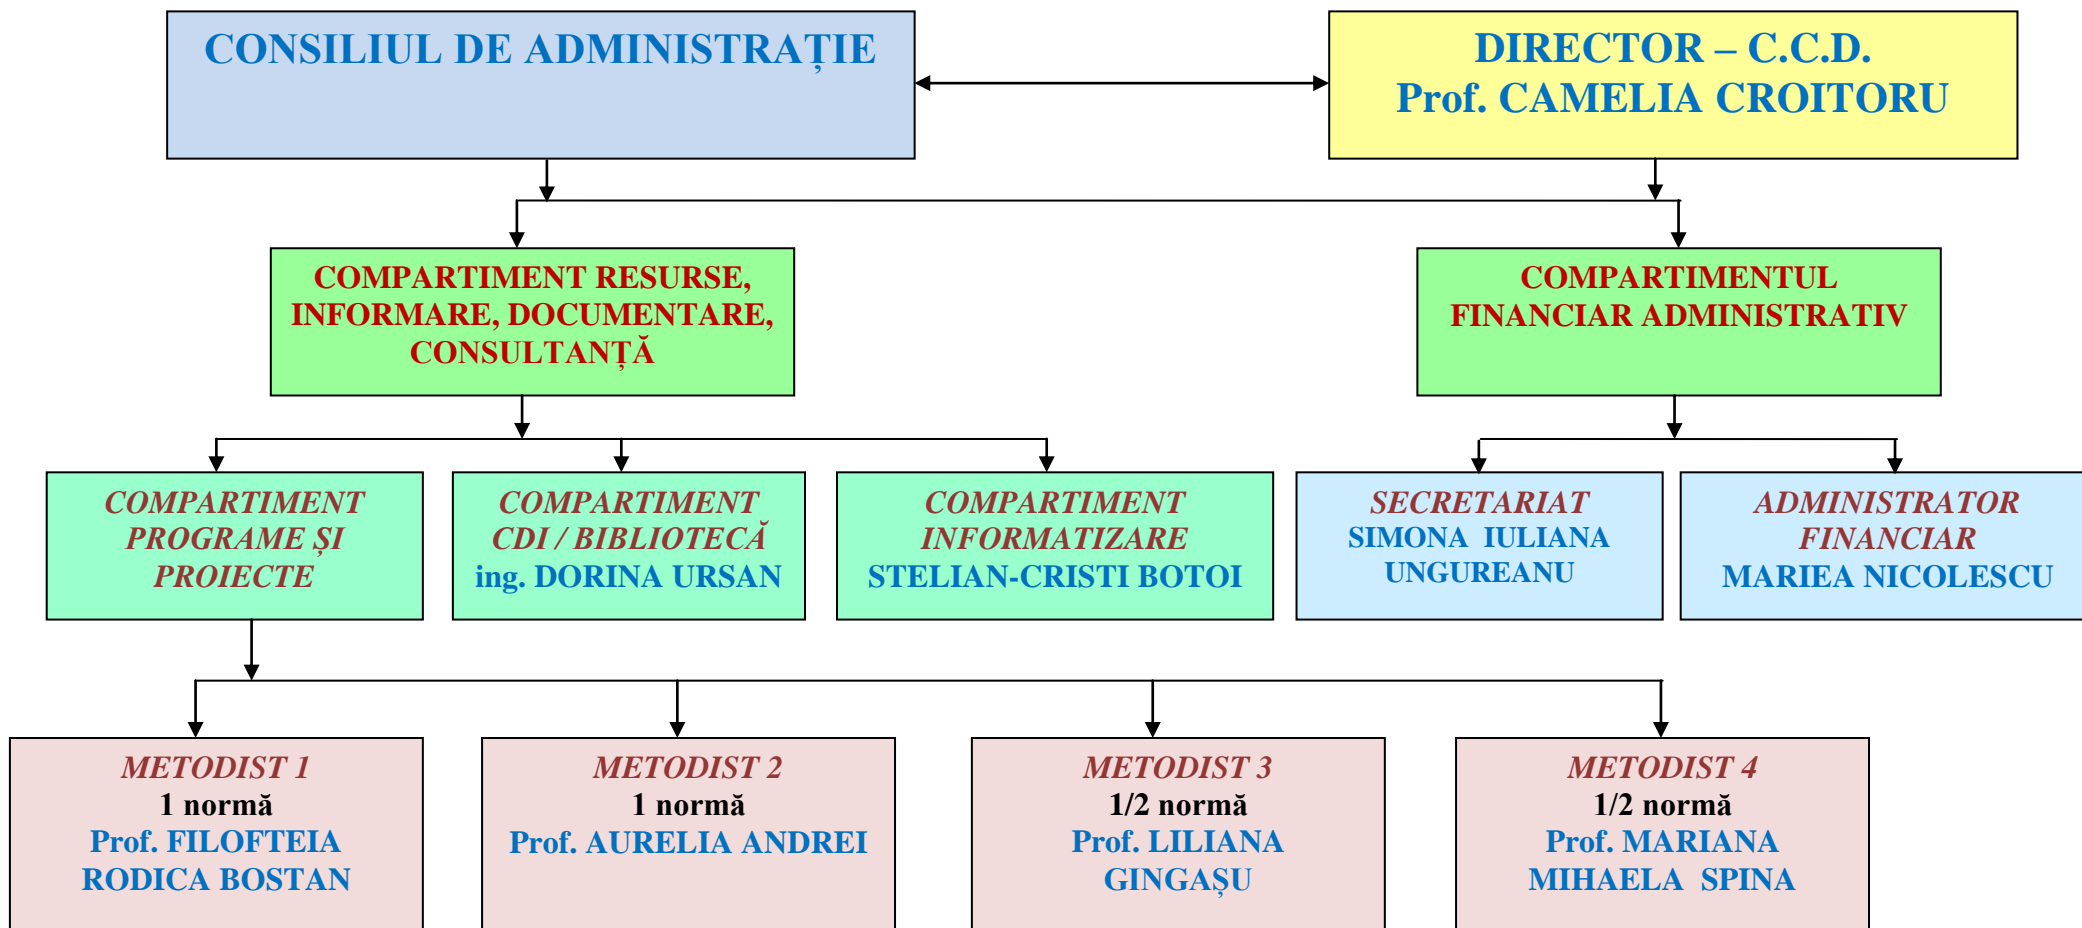 CONSILIUL DE ADMINISTRAȚIE
DIRECTOR – C.C.D.
Prof. CAMELIA CROITORU
COMPARTIMENT RESURSE,
INFORMARE, DOCUMENTARE,
CONSULTANȚĂ
COMPARTIMENTUL
FINANCIAR ADMINISTRATIV
COMPARTIMENT
PROGRAME ȘI
PROIECTE
COMPARTIMENT
CDI / BIBLIOTECĂ
ing. DORINA URSAN
COMPARTIMENT
INFORMATIZARE
STELIAN-CRISTI BOTOI
SECRETARIAT
SIMONA IULIANA
UNGUREANU
ADMINISTRATOR
FINANCIAR
MARIEA NICOLESCU
METODIST 1
1 normă
Prof. FILOFTEIA
RODICA BOSTAN
METODIST 2
1 normă
Prof. AURELIA ANDREI
METODIST 3
1/2 normă
Prof. LILIANA
GINGAȘU
METODIST 4
1/2 normă
Prof. MARIANA
MIHAELA SPINA